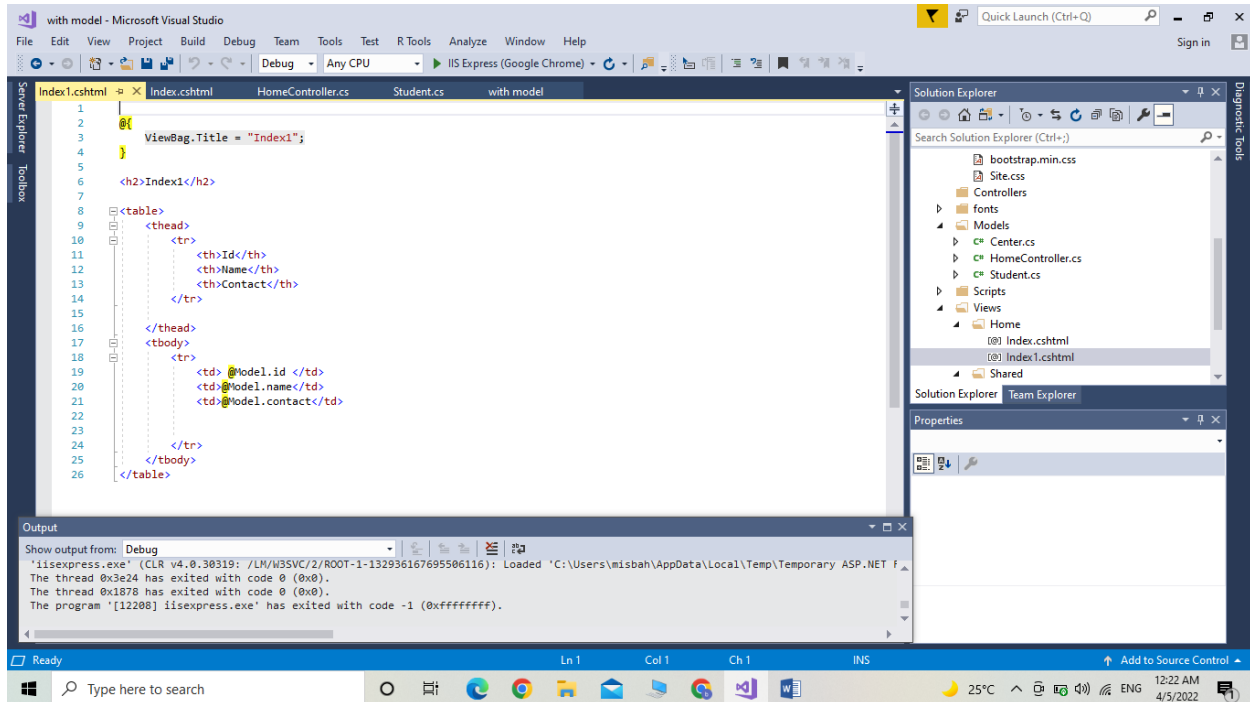 with model - Microsoft Visual Studio
Quick Launch (Ctrl+Q)
File Edit View Project Build Debug Team Tools Test R Tools Analyze Window Help
Sign in
Debug Any CPU IIS Express (Google Chrome)
Server Explorer
Toolbox
Index1.cshtml Index.cshtml HomeController.cs Student.cs with model
1
2 @{
3 ViewBag.Title = "Index1";
4 }
5
6 <h2>Index1</h2>
7
8 <table>
9 <thead>
10 <tr>
11 <th>Id</th>
12 <th>Name</th>
13 <th>Contact</th>
14 </tr>
15
16 </thead>
17 <tbody>
18 <tr>
19 <td> @Model.id </td>
20 <td>@Model.name</td>
21 <td>@Model.contact</td>
22
23
24 </tr>
25 </tbody>
26 </table>
Solution Explorer
Search Solution Explorer (Ctrl+;)
bootstrap.min.css
Site.css
Controllers
fonts
Models
C# Center.cs
C# HomeController.cs
C# Student.cs
Scripts
Views
Home
[@] Index.cshtml
[@] Index1.cshtml
Shared
Solution Explorer Team Explorer
Properties
Diagnostic Tools
Output
Show output from: Debug
'iisexpress.exe' (CLR v4.0.30319: /LM/W3SVC/2/ROOT-1-132936167695506116): Loaded 'C:\Users\misbah\AppData\Local\Temp\Temporary ASP.NET F
The thread 0x3e24 has exited with code 0 (0x0).
The thread 0x1878 has exited with code 0 (0x0).
The program '[12208] iisexpress.exe' has exited with code -1 (0xffffffff).
Ready Ln 1 Col 1 Ch 1 INS Add to Source Control
Type here to search
25°C ENG 12:22 AM
4/5/2022
1